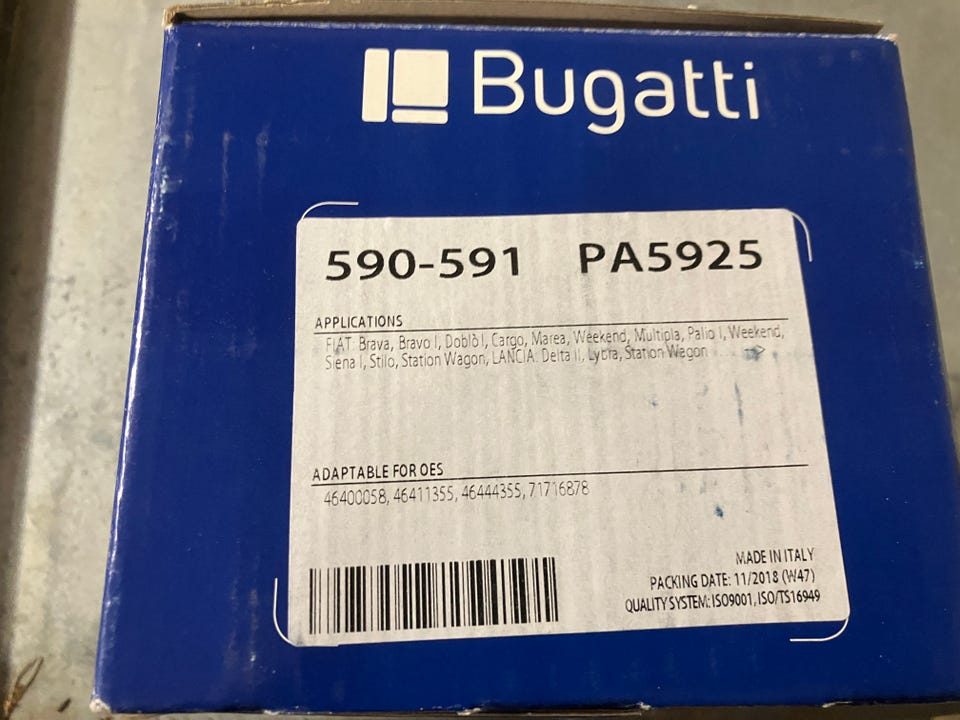 Bugatti
590-591 PA5925
APPLICATIONS
FIAT: Brava, Bravo I, Doblò I, Cargo, Marea, Weekend, Multipla, Palio I, Weekend,
Siena I, Stilo, Station Wagon, LANCIA: Delta II, Lybra, Station Wagon
ADAPTABLE FOR OES
46400058, 46411355, 46444355, 71716878
MADE IN ITALY
PACKING DATE: 11/2018 (W47)
QUALITY SYSTEM: ISO9001, ISO/TS16949